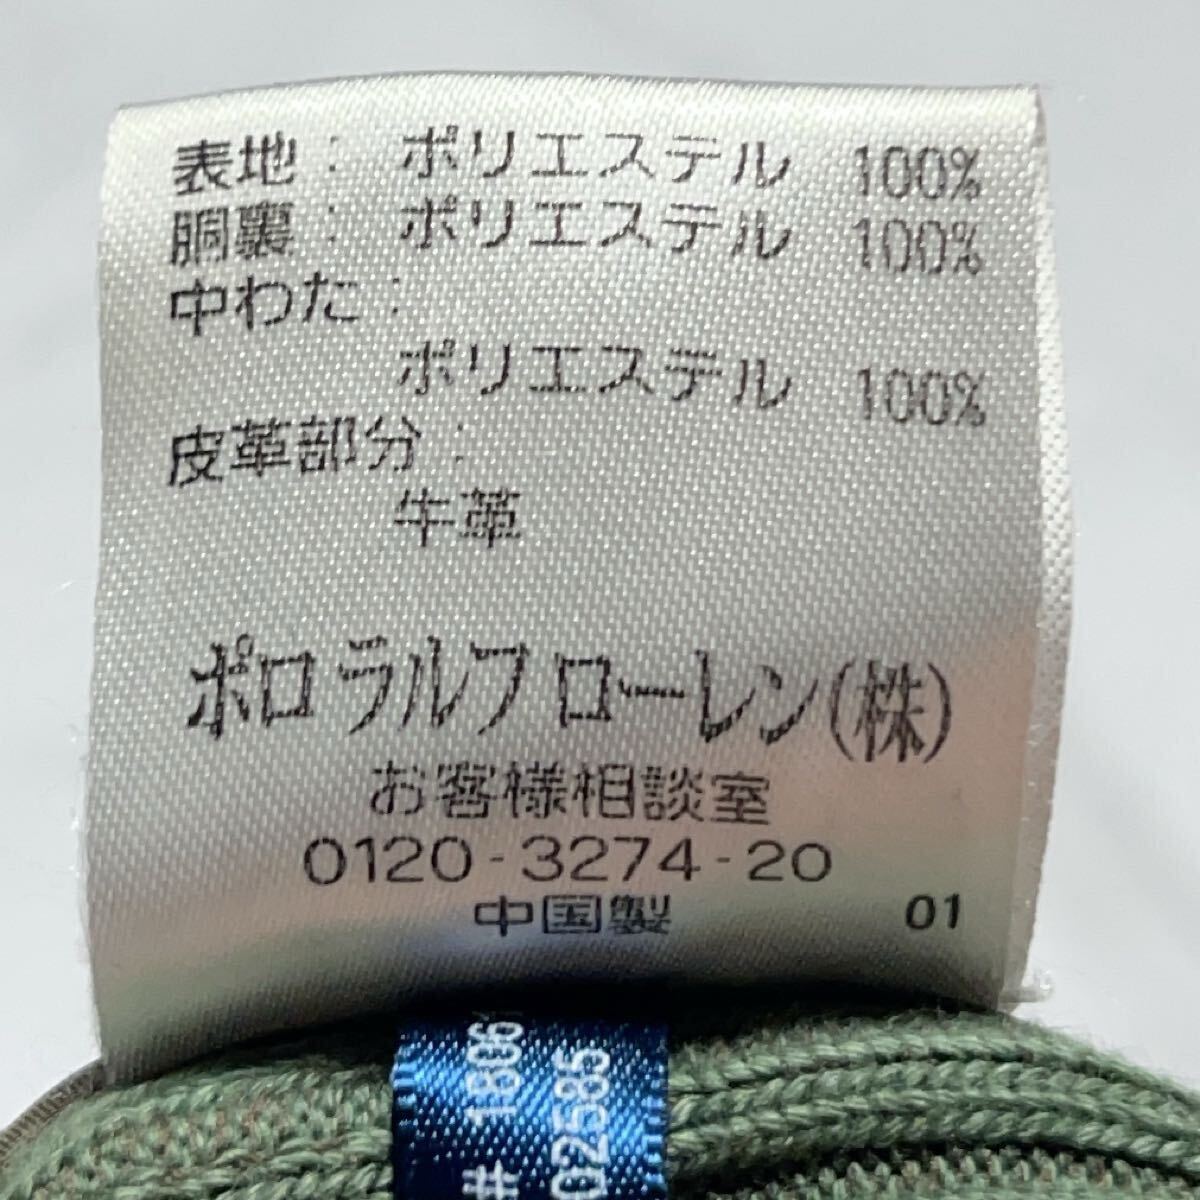 表地： ポリエステル 100%
胴裏： ポリエステル 100%
中わた：
ポリエステル 100%
皮革部分：
牛革
ポロ ラルフ ローレン(株)
お客様相談室
0120-3274-20
中国製 01
# 1806
02585